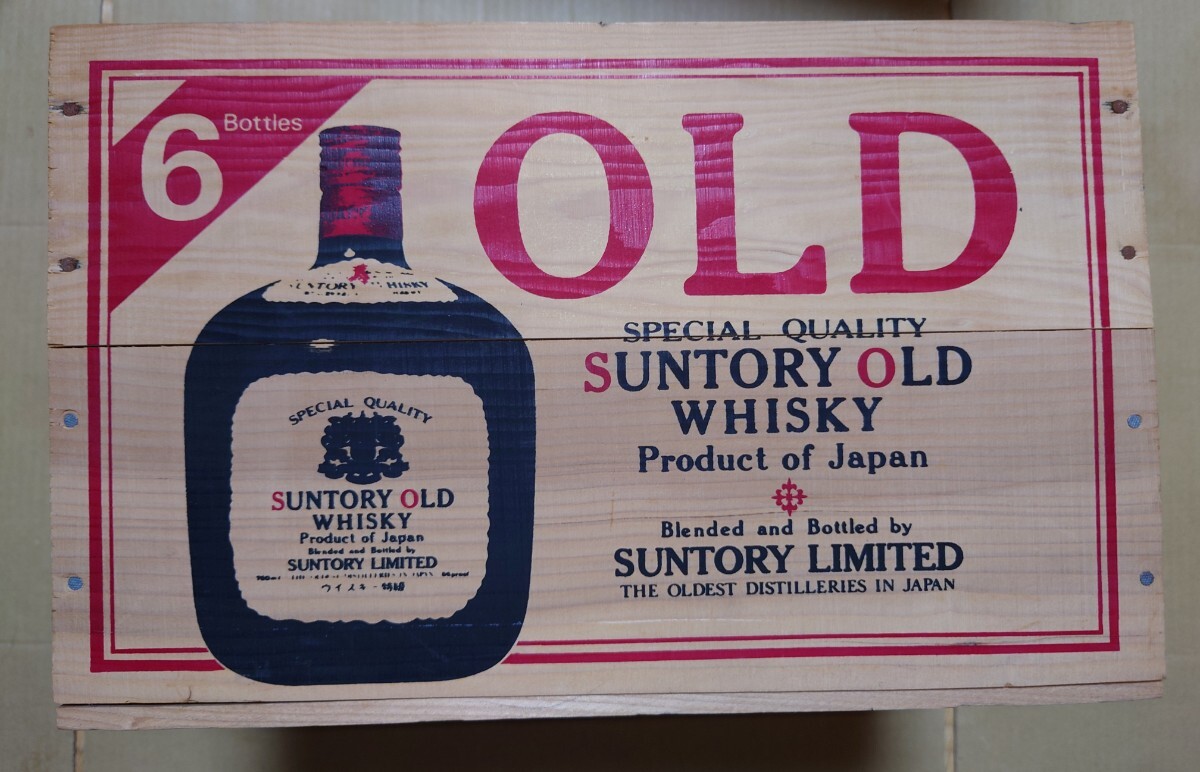 6 Bottles
OLD
SPECIAL QUALITY
SUNTORY OLD
WHISKY
Product of Japan
Blended and Bottled by
SUNTORY LIMITED
THE OLDEST DISTILLERIES IN JAPAN
SPECIAL QUALITY
SUNTORY OLD
WHISKY
Product of Japan
Blended and Bottled by
SUNTORY LIMITED